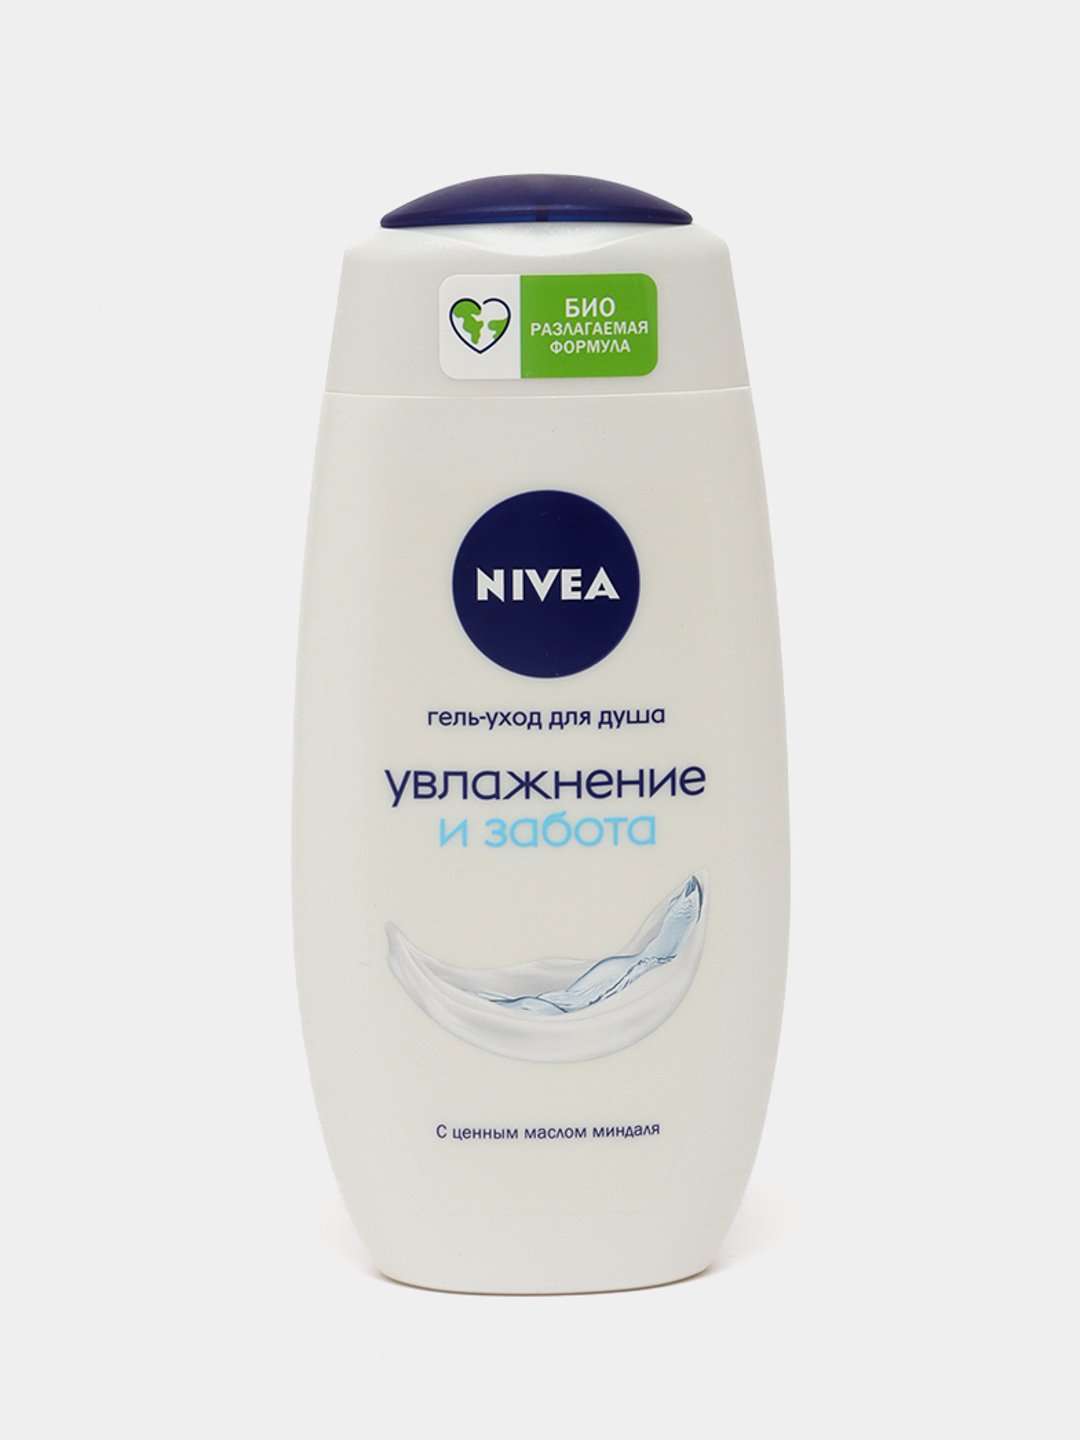 БИО
РАЗЛАГАЕМАЯ
ФОРМУЛА
NIVEA
гель-уход для душа
увлажнение
и забота
С ценным маслом миндаля